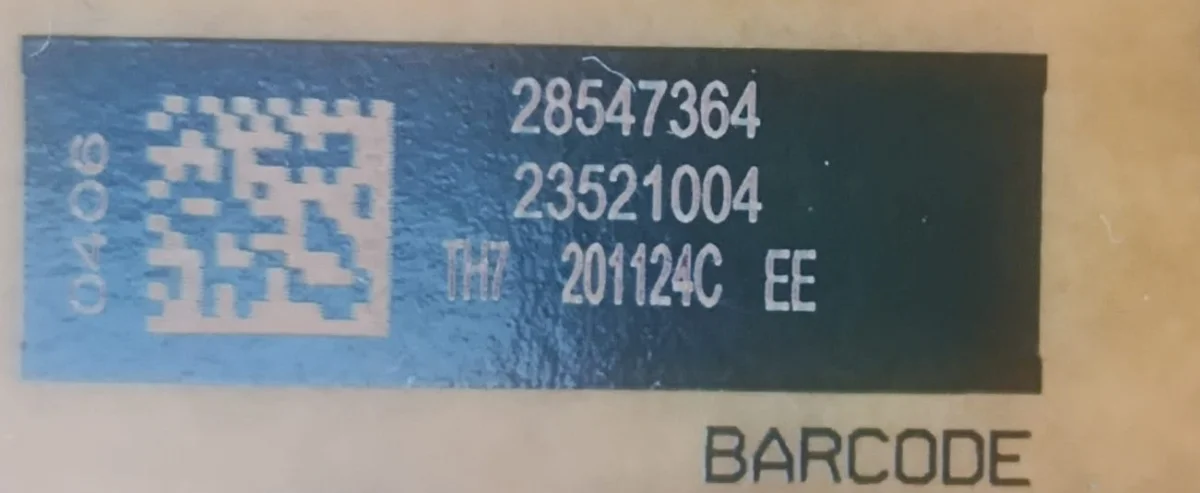 0406
28547364
23521004
TH7 201124C EE
BARCODE